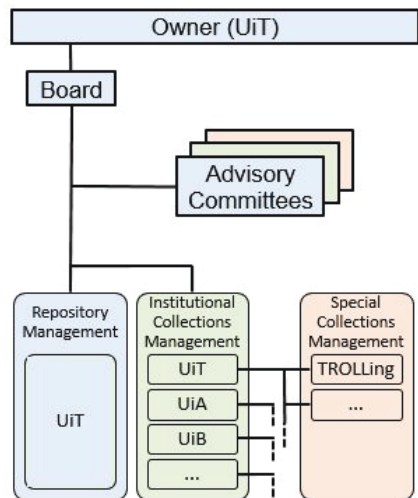 Owner (UiT)
Board
Advisory
Committees
Repository
Management
UiT
Institutional
Collections
Management
UiT
UiA
UiB
...
Special
Collections
Management
TROLLing
...